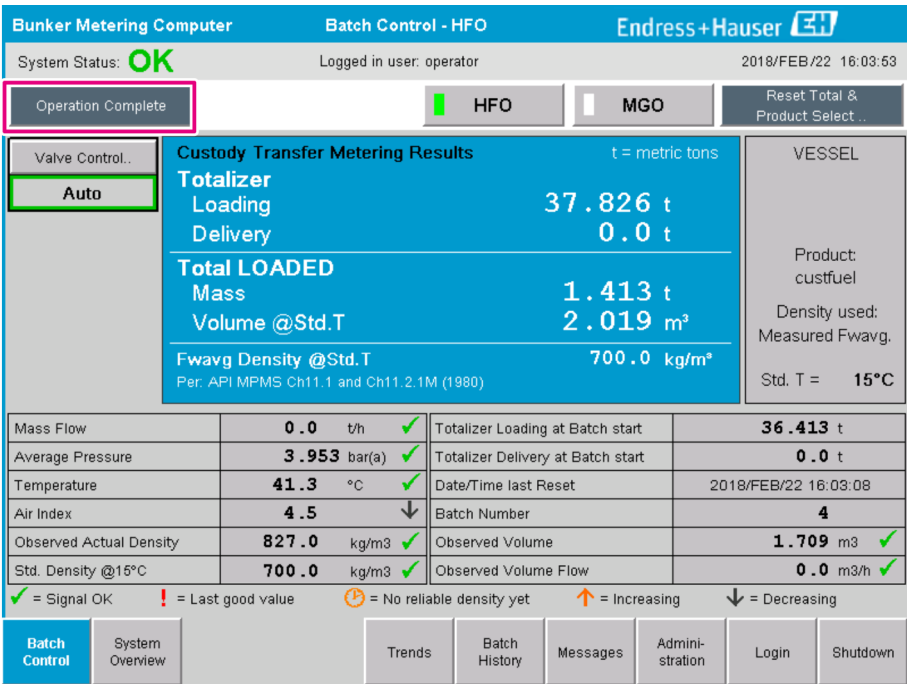 Bunker Metering Computer
Batch Control - HFO
Endress+Hauser EH
System Status: OK
Logged in user: operator
2018/FEB/22 16:03:53
Operation Complete
HFO
MGO
Reset Total &
Product Select ..
Valve Control..
Auto
Custody Transfer Metering Results
t = metric tons
Totalizer
Loading 37.826 t
Delivery 0.0 t
Total LOADED
Mass 1.413 t
Volume @Std.T 2.019 m³
Fwavg Density @Std.T 700.0 kg/m³
Per: API MPMS Ch11.1 and Ch11.2.1M (1980)
VESSEL
Product:
custfuel
Density used:
Measured Fwavg.
Std. T = 15°C
Mass Flow 0.0 t/h ✓ Totalizer Loading at Batch start 36.413 t
Average Pressure 3.953 bar(a) ✓ Totalizer Delivery at Batch start 0.0 t
Temperature 41.3 °C ✓ Date/Time last Reset 2018/FEB/22 16:03:08
Air Index 4.5 ↓ Batch Number 4
Observed Actual Density 827.0 kg/m3 ✓ Observed Volume 1.709 m3 ✓
Std. Density @15°C 700.0 kg/m3 ✓ Observed Volume Flow 0.0 m3/h ✓
✓ = Signal OK ! = Last good value = No reliable density yet ↑ = Increasing ↓ = Decreasing
Batch
Control
System
Overview
Trends
Batch
History
Messages
Admini-
stration
Login
Shutdown